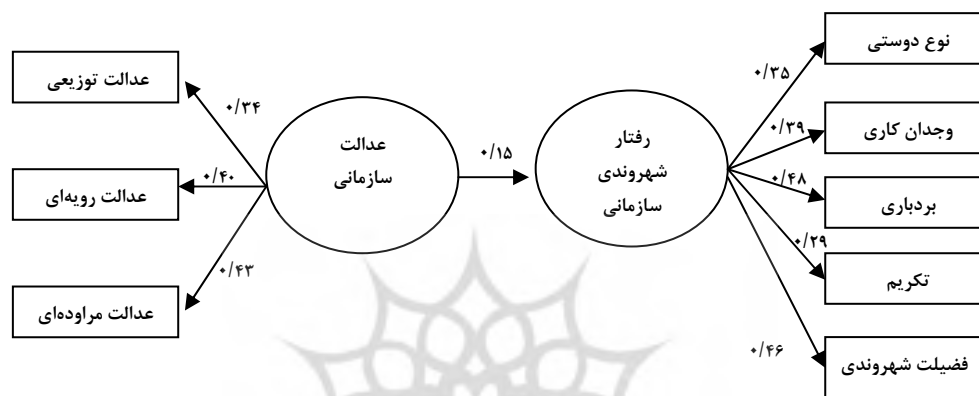 نوع دوستی
۰/۳۵
عدالت توزیعی
۰/۳۴
وجدان کاری
۰/۳۹
عدالت
سازمانی
۰/۱۵
رفتار
شهروندی
سازمانی
عدالت رویه‌ای
۰/۴۰
بردباری
۰/۴۸
تکریم
۰/۲۹
عدالت مراوده‌ای
۰/۴۳
فضیلت شهروندی
۰/۴۶